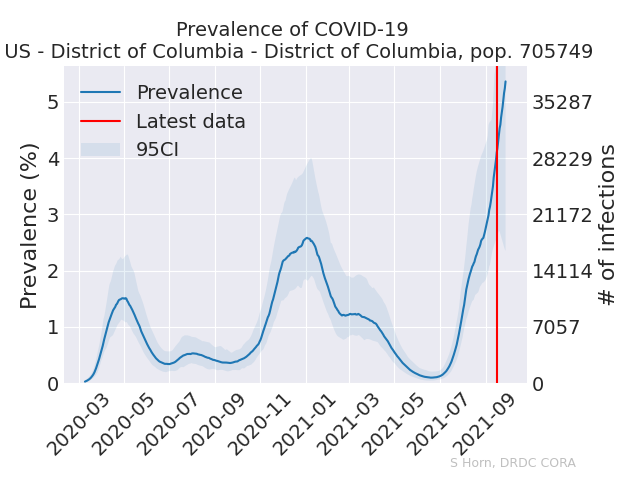 Prevalence of COVID-19
US - District of Columbia - District of Columbia, pop. 705749
Prevalence
Latest data
95CI
Prevalence (%)
5
4
3
2
1
0
35287
28229
21172
14114
7057
0
# of infections
2020-03
2020-05
2020-07
2020-09
2020-11
2021-01
2021-03
2021-05
2021-07
2021-09
S Horn, DRDC CORA